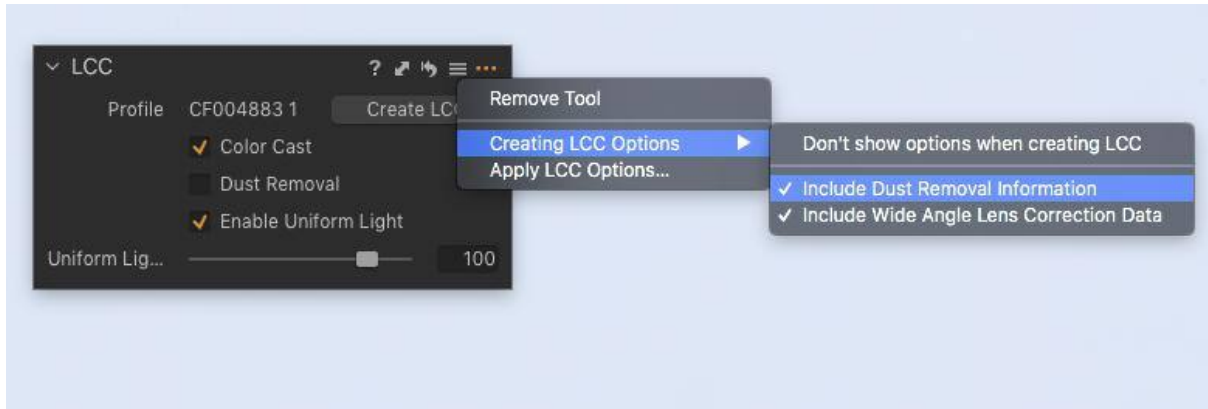 LCC
?
Profile CF004883 1 Create LC
Color Cast
Dust Removal
Enable Uniform Light
Uniform Lig... 100
Remove Tool
Creating LCC Options
Apply LCC Options...
Don't show options when creating LCC
Include Dust Removal Information
Include Wide Angle Lens Correction Data